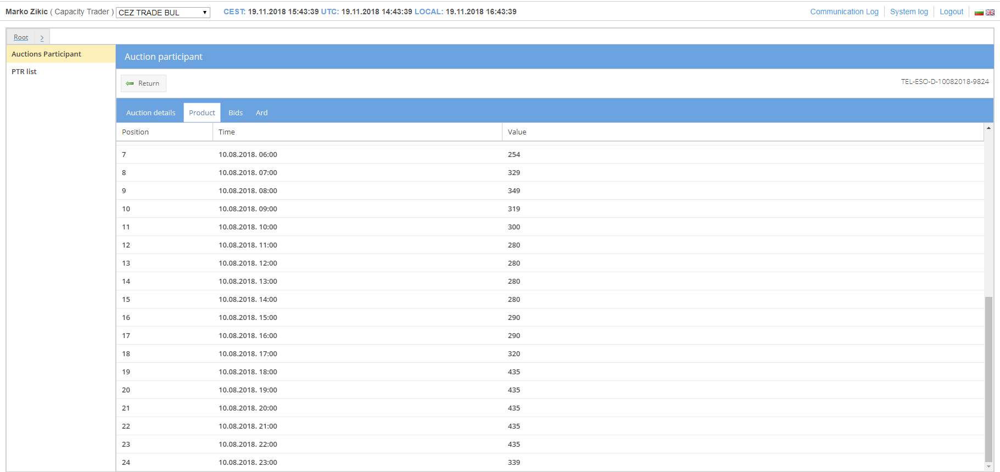 Marko Zikic ( Capacity Trader ) CEZ TRADE BUL CEST: 19.11.2018 15:43:39 UTC: 19.11.2018 14:43:39 LOCAL: 19.11.2018 16:43:39 Communication Log System log Logout
Root >
Auctions Participant
PTR list
Auction participant
Return TEL-ESO-D-10082018-9824
Auction details Product Bids Ard
Position Time Value
7 10.08.2018. 06:00 254
8 10.08.2018. 07:00 329
9 10.08.2018. 08:00 349
10 10.08.2018. 09:00 319
11 10.08.2018. 10:00 300
12 10.08.2018. 11:00 280
13 10.08.2018. 12:00 280
14 10.08.2018. 13:00 280
15 10.08.2018. 14:00 280
16 10.08.2018. 15:00 290
17 10.08.2018. 16:00 290
18 10.08.2018. 17:00 320
19 10.08.2018. 18:00 435
20 10.08.2018. 19:00 435
21 10.08.2018. 20:00 435
22 10.08.2018. 21:00 435
23 10.08.2018. 22:00 435
24 10.08.2018. 23:00 339